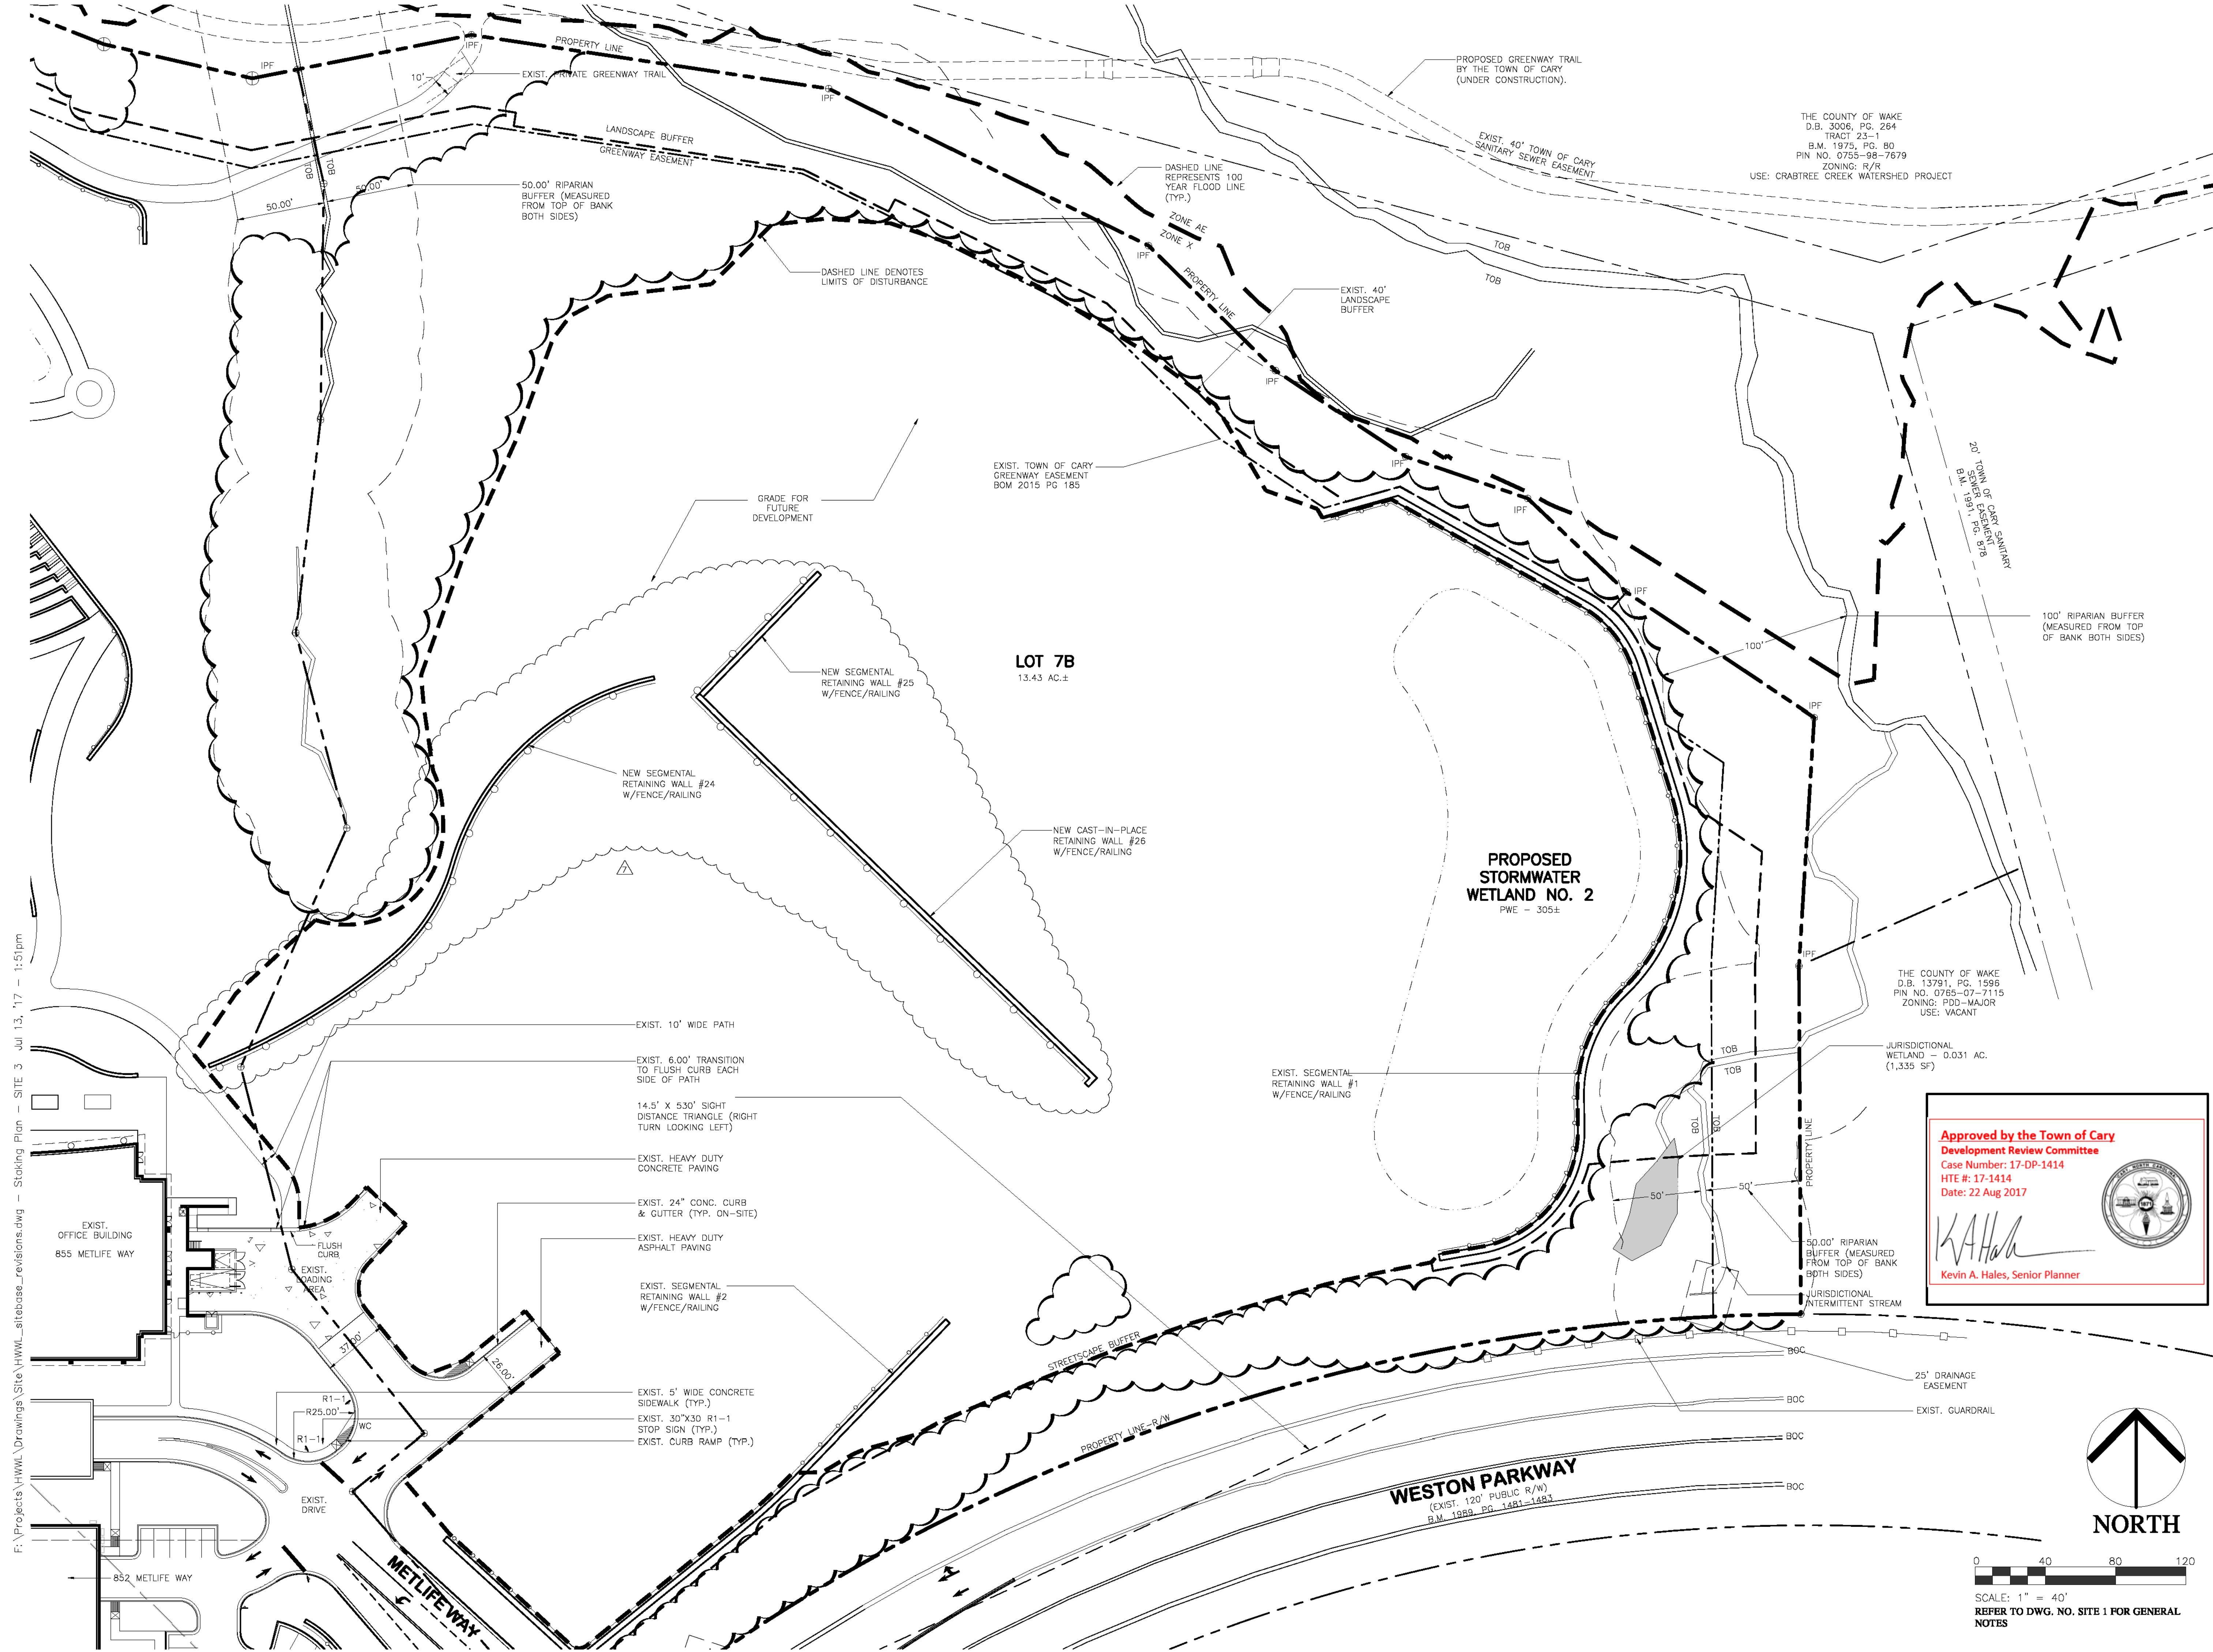 IPF
IPF
PROPERTY LINE
10'
EXIST. PRIVATE GREENWAY TRAIL
IPF
LANDSCAPE BUFFER
GREENWAY EASEMENT
TOB
TOB
50.00'
50.00'
50.00' RIPARIAN
BUFFER (MEASURED
FROM TOP OF BANK
BOTH SIDES)
PROPOSED GREENWAY TRAIL
BY THE TOWN OF CARY
(UNDER CONSTRUCTION).
EXIST. 40' TOWN OF CARY
SANITARY SEWER EASEMENT
THE COUNTY OF WAKE
D.B. 3006, PG. 264
TRACT 23-1
B.M. 1975, PG. 80
PIN NO. 0755-98-7679
ZONING: R/R
USE: CRABTREE CREEK WATERSHED PROJECT
DASHED LINE
REPRESENTS 100
YEAR FLOOD LINE
(TYP.)
ZONE AE
ZONE X
IPF
PROPERTY LINE
TOB
TOB
DASHED LINE DENOTES
LIMITS OF DISTURBANCE
EXIST. 40'
LANDSCAPE
BUFFER
IPF
EXIST. TOWN OF CARY
GREENWAY EASEMENT
BOM 2015 PG 185
IPF
IPF
20' TOWN OF CARY SANITARY
SEWER EASEMENT
B.M. 1991, PG. 878
GRADE FOR
FUTURE
DEVELOPMENT
IPF
100' RIPARIAN BUFFER
(MEASURED FROM TOP
OF BANK BOTH SIDES)
100'
IPF
LOT 7B
13.43 AC.±
NEW SEGMENTAL
RETAINING WALL #25
W/FENCE/RAILING
NEW SEGMENTAL
RETAINING WALL #24
W/FENCE/RAILING
NEW CAST-IN-PLACE
RETAINING WALL #26
W/FENCE/RAILING
7
PROPOSED
STORMWATER
WETLAND NO. 2
PWE - 305±
IPF
THE COUNTY OF WAKE
D.B. 13791, PG. 1596
PIN NO. 0765-07-7115
ZONING: PDD-MAJOR
USE: VACANT
JURISDICTIONAL
WETLAND - 0.031 AC.
(1,335 SF)
TOB
TOB
TOB
TOB
PROPERTY LINE
EXIST. SEGMENTAL
RETAINING WALL #1
W/FENCE/RAILING
50'
50'
50.00' RIPARIAN
BUFFER (MEASURED
FROM TOP OF BANK
BOTH SIDES)
JURISDICTIONAL
INTERMITTENT STREAM
EXIST. 10' WIDE PATH
EXIST. 6.00' TRANSITION
TO FLUSH CURB EACH
SIDE OF PATH
14.5' X 530' SIGHT
DISTANCE TRIANGLE (RIGHT
TURN LOOKING LEFT)
EXIST. HEAVY DUTY
CONCRETE PAVING
EXIST. 24" CONC. CURB
& GUTTER (TYP. ON-SITE)
EXIST. HEAVY DUTY
ASPHALT PAVING
EXIST. SEGMENTAL
RETAINING WALL #2
W/FENCE/RAILING
EXIST. 5' WIDE CONCRETE
SIDEWALK (TYP.)
EXIST. 30"X30 R1-1
STOP SIGN (TYP.)
EXIST. CURB RAMP (TYP.)
EXIST.
OFFICE BUILDING
855 METLIFE WAY
FLUSH
CURB
EXIST.
LOADING
AREA
37.00'
26.00'
R1-1
R25.00'
WC
R1-1
EXIST.
DRIVE
852 METLIFE WAY
METLIFE WAY
STREETSCAPE BUFFER
PROPERTY LINE-R/W
WESTON PARKWAY
(EXIST. 120' PUBLIC R/W)
B.M. 1989, PG. 1481-1483
BOC
BOC
BOC
BOC
25' DRAINAGE
EASEMENT
EXIST. GUARDRAIL
Approved by the Town of Cary
Development Review Committee
Case Number: 17-DP-1414
HTE #: 17-1414
Date: 22 Aug 2017
Kevin A. Hales, Senior Planner
1871
NORTH
0 40 80 120
SCALE: 1" = 40'
REFER TO DWG. NO. SITE 1 FOR GENERAL
NOTES
F:\Projects\HWWL\Drawings\Site\HWWL_sitebase_revisions.dwg - Staking Plan - SITE 3 Jul 13, '17 - 1:51pm